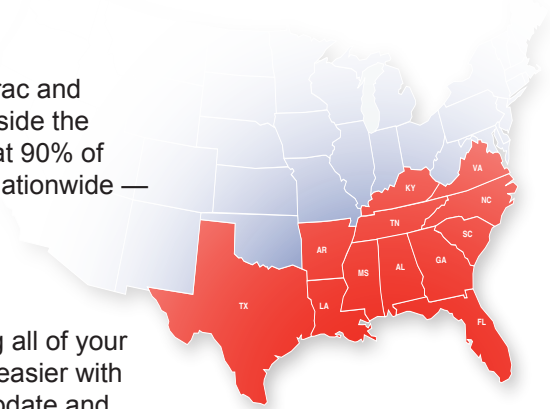 rac and
side the
at 90% of
ationwide —
g all of your
easier with
pdate and
VA
KY
NC
TN
SC
AR
MS
AL
GA
TX
LA
FL